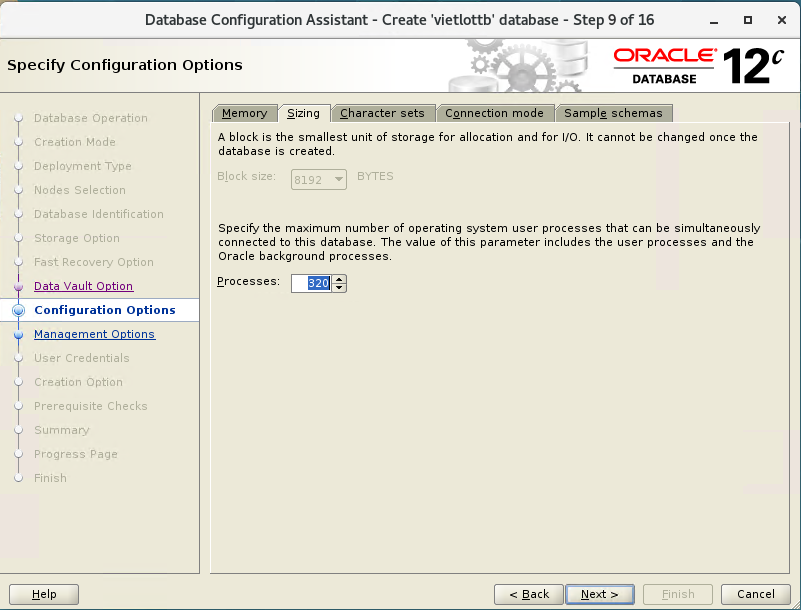 Database Configuration Assistant - Create 'vietlottb' database - Step 9 of 16
Specify Configuration Options
ORACLE®
DATABASE
12c
Database Operation
Creation Mode
Deployment Type
Nodes Selection
Database Identification
Storage Option
Fast Recovery Option
Data Vault Option
Configuration Options
Management Options
User Credentials
Creation Option
Prerequisite Checks
Summary
Progress Page
Finish
Memory Sizing Character sets Connection mode Sample schemas
A block is the smallest unit of storage for allocation and for I/O. It cannot be changed once the
database is created.
Block size: 8192 BYTES
Specify the maximum number of operating system user processes that can be simultaneously
connected to this database. The value of this parameter includes the user processes and the
Oracle background processes.
Processes: 320
Help < Back Next > Finish Cancel